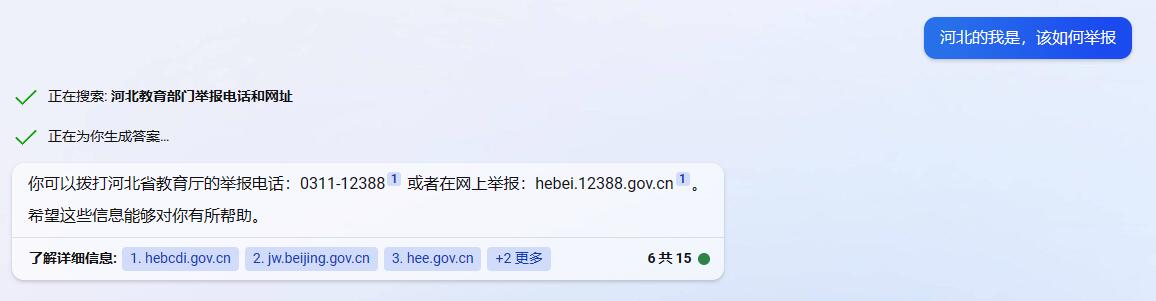 河北的我是，该如何举报
正在搜索: 河北教育部门举报电话和网址
正在为你生成答案...
你可以拨打河北省教育厅的举报电话：0311-12388 1 或者在网上举报：hebei.12388.gov.cn 1 。
希望这些信息能够对你有所帮助。
了解详细信息: 1. hebcdi.gov.cn 2. jw.beijing.gov.cn 3. hee.gov.cn +2 更多 6 共 15